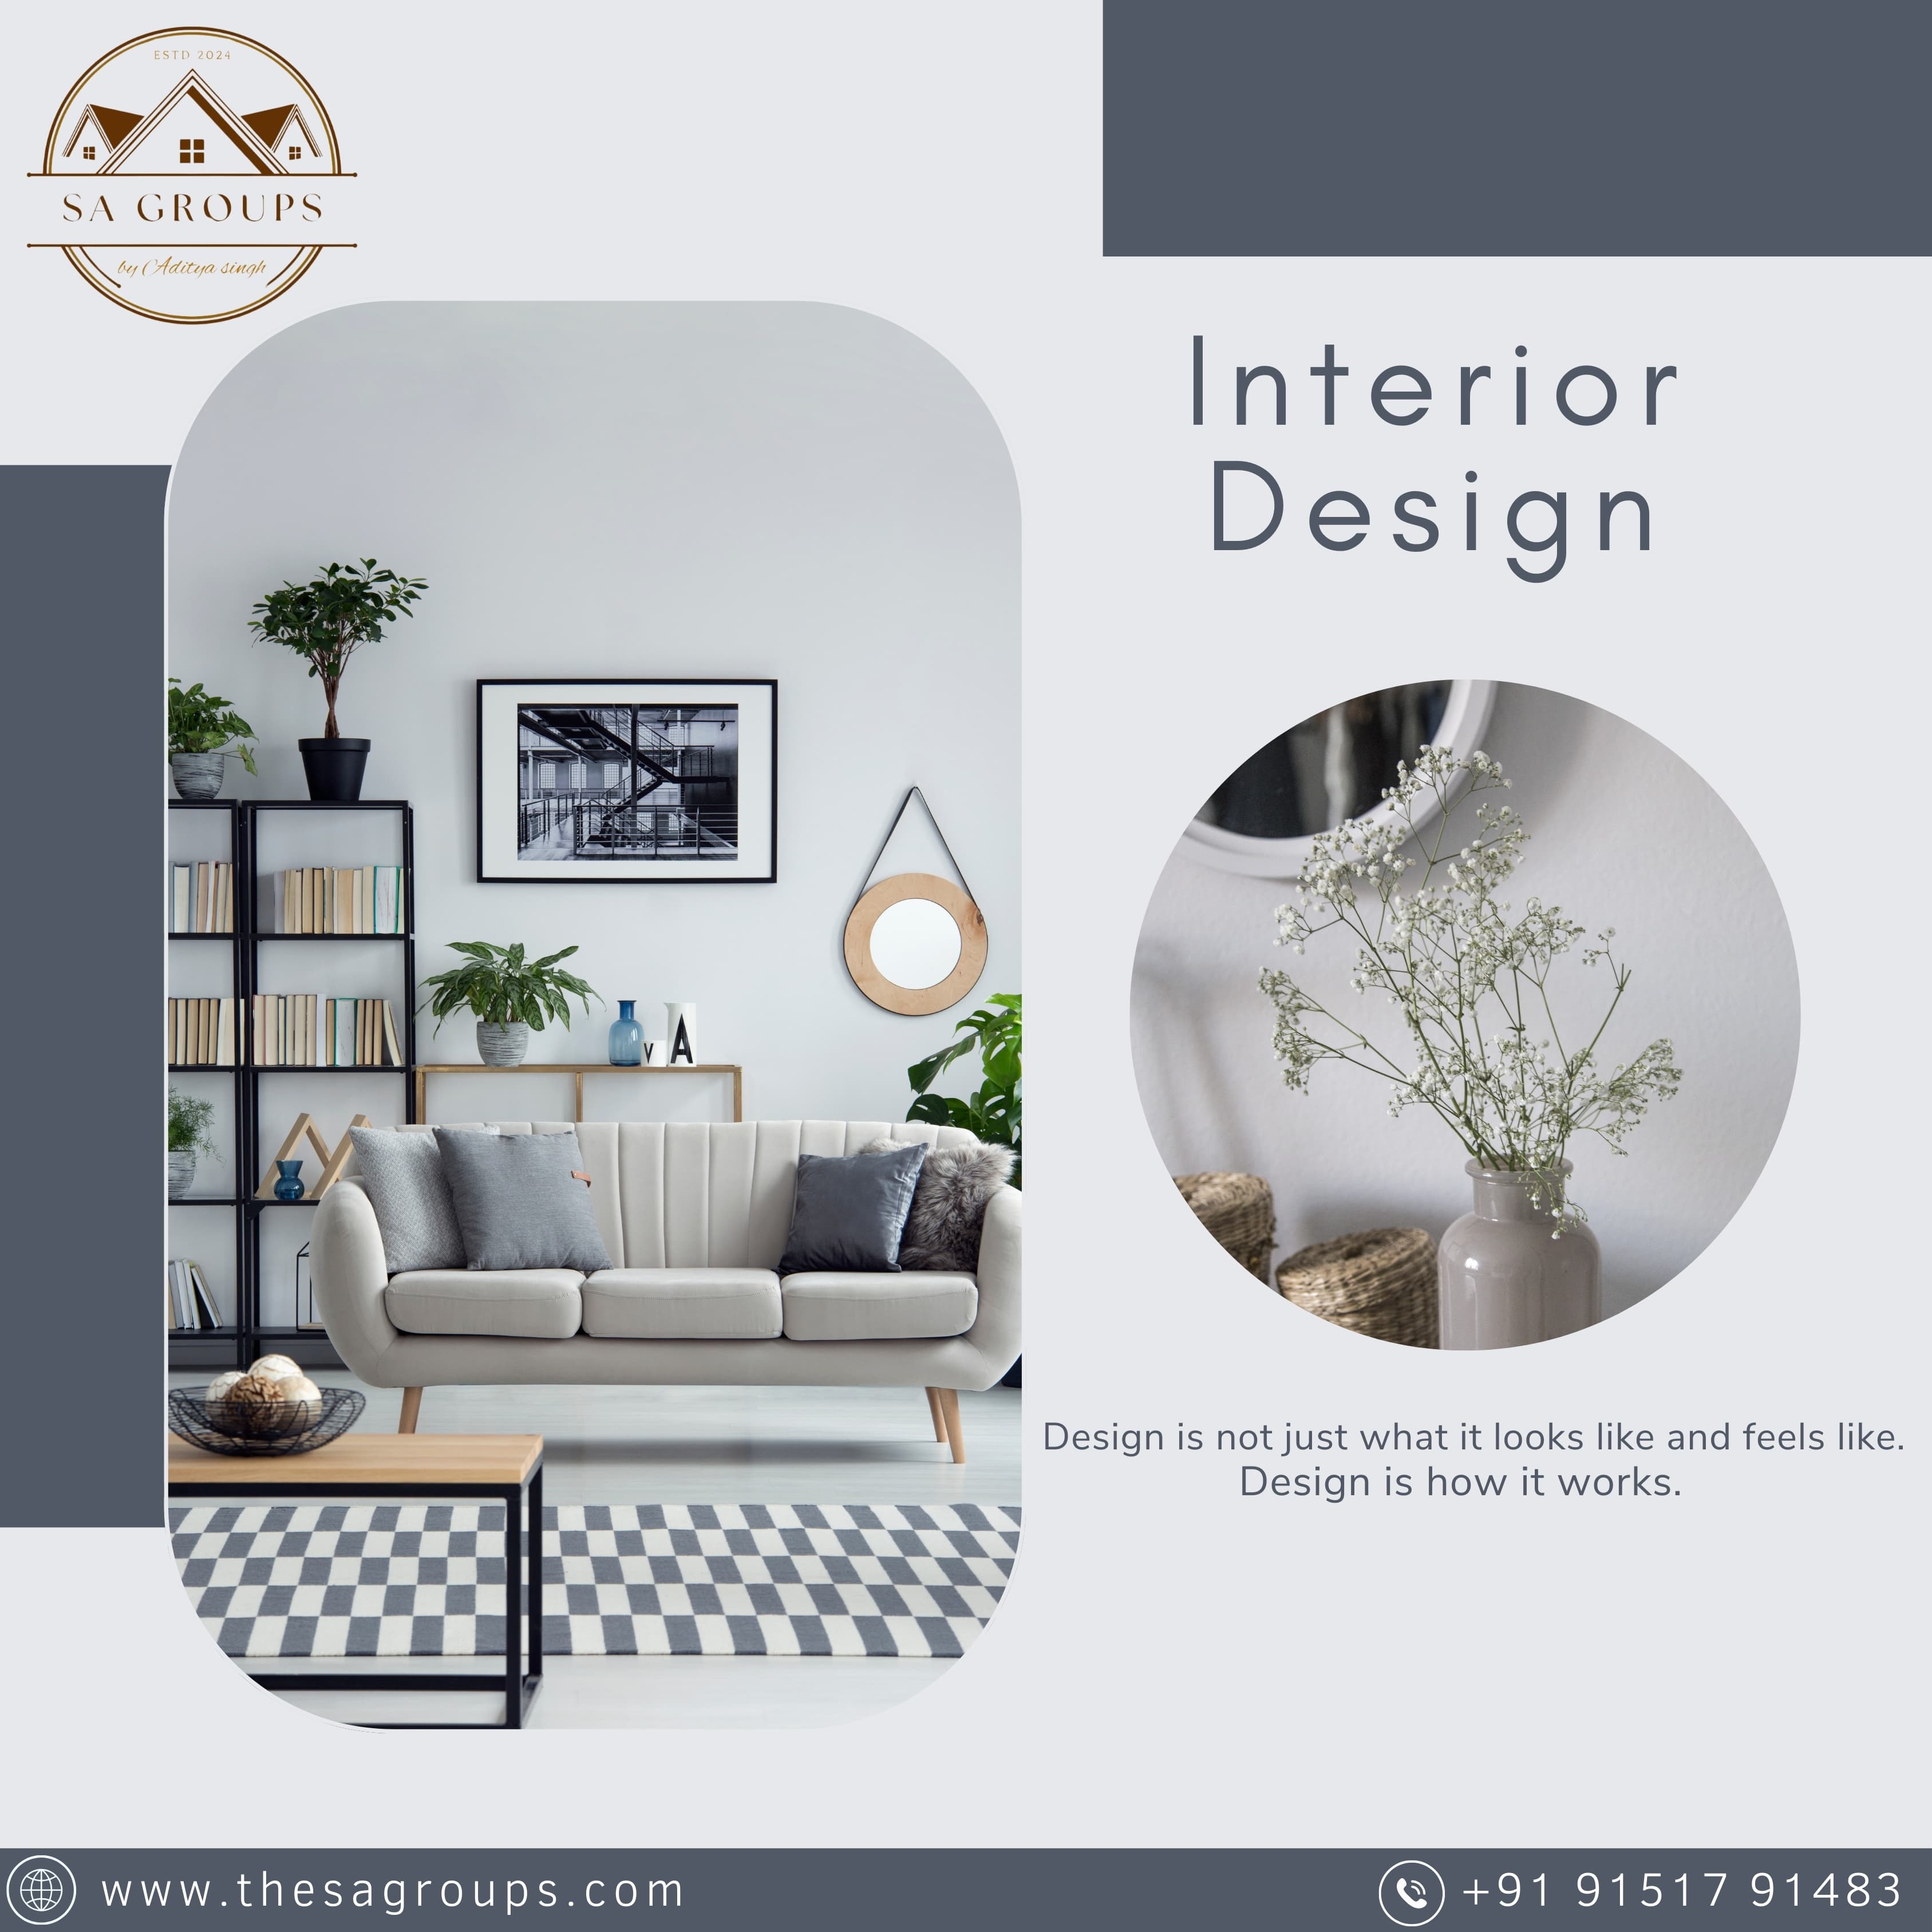 ESTD 2024
SA GROUPS
by Aditya singh
Interior
Design
V A
Design is not just what it looks like and feels like.
Design is how it works.
www.thesagroups.com
+91 91517 91483